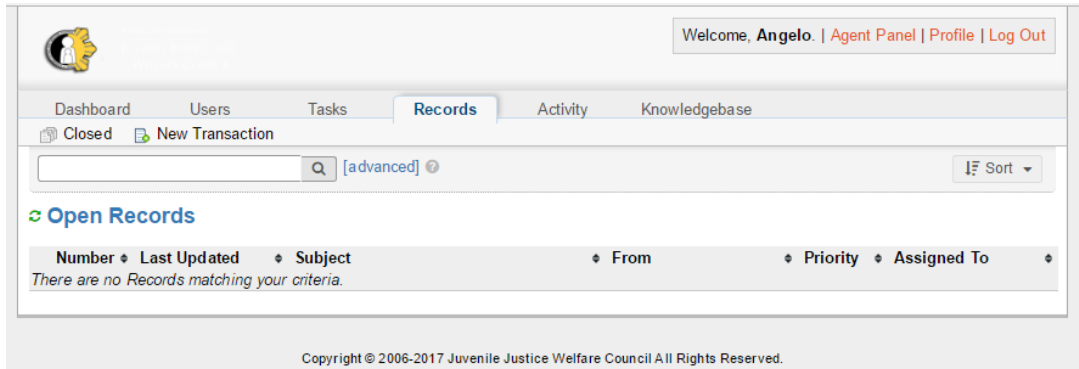 Welcome, Angelo. | Agent Panel | Profile | Log Out
Dashboard Users Tasks Records Activity Knowledgebase
Closed New Transaction
[advanced] Sort
Open Records
Number Last Updated Subject From Priority Assigned To
There are no Records matching your criteria.
Copyright © 2006-2017 Juvenile Justice Welfare Council All Rights Reserved.